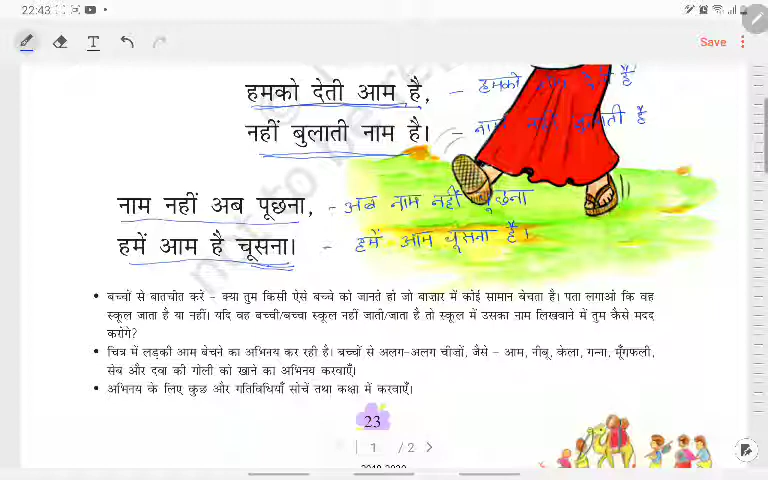 22:43
T
Save
हमको देती आम है, – हमको आम देती है
नहीं बुलाती नाम है। – नाम नहीं बुलाती है
नाम नहीं अब पूछना, – अब नाम नहीं पूछना
हमें आम है चूसना। – हमें आम चूसना है।
• बच्चों से बातचीत करें – क्या तुम किसी ऐसे बच्चे को जानते हो जो बाज़ार में कोई सामान बेचता है। पता लगाओ कि वह
स्कूल जाता है या नहीं। यदि वह बच्ची/बच्चा स्कूल नहीं जाती/जाता है तो स्कूल में उसका नाम लिखवाने में तुम कैसे मदद
करोगे?
• चित्र में लड़की आम बेचने का अभिनय कर रही है। बच्चों से अलग-अलग चीज़ों, जैसे – आम, नीबू, केला, गन्ना, मूँगफली,
सेब और दवा की गोली को खाने का अभिनय करवाएँ।
• अभिनय के लिए कुछ और गतिविधियाँ सोचें तथा कक्षा में करवाएँ।
23
1 / 2